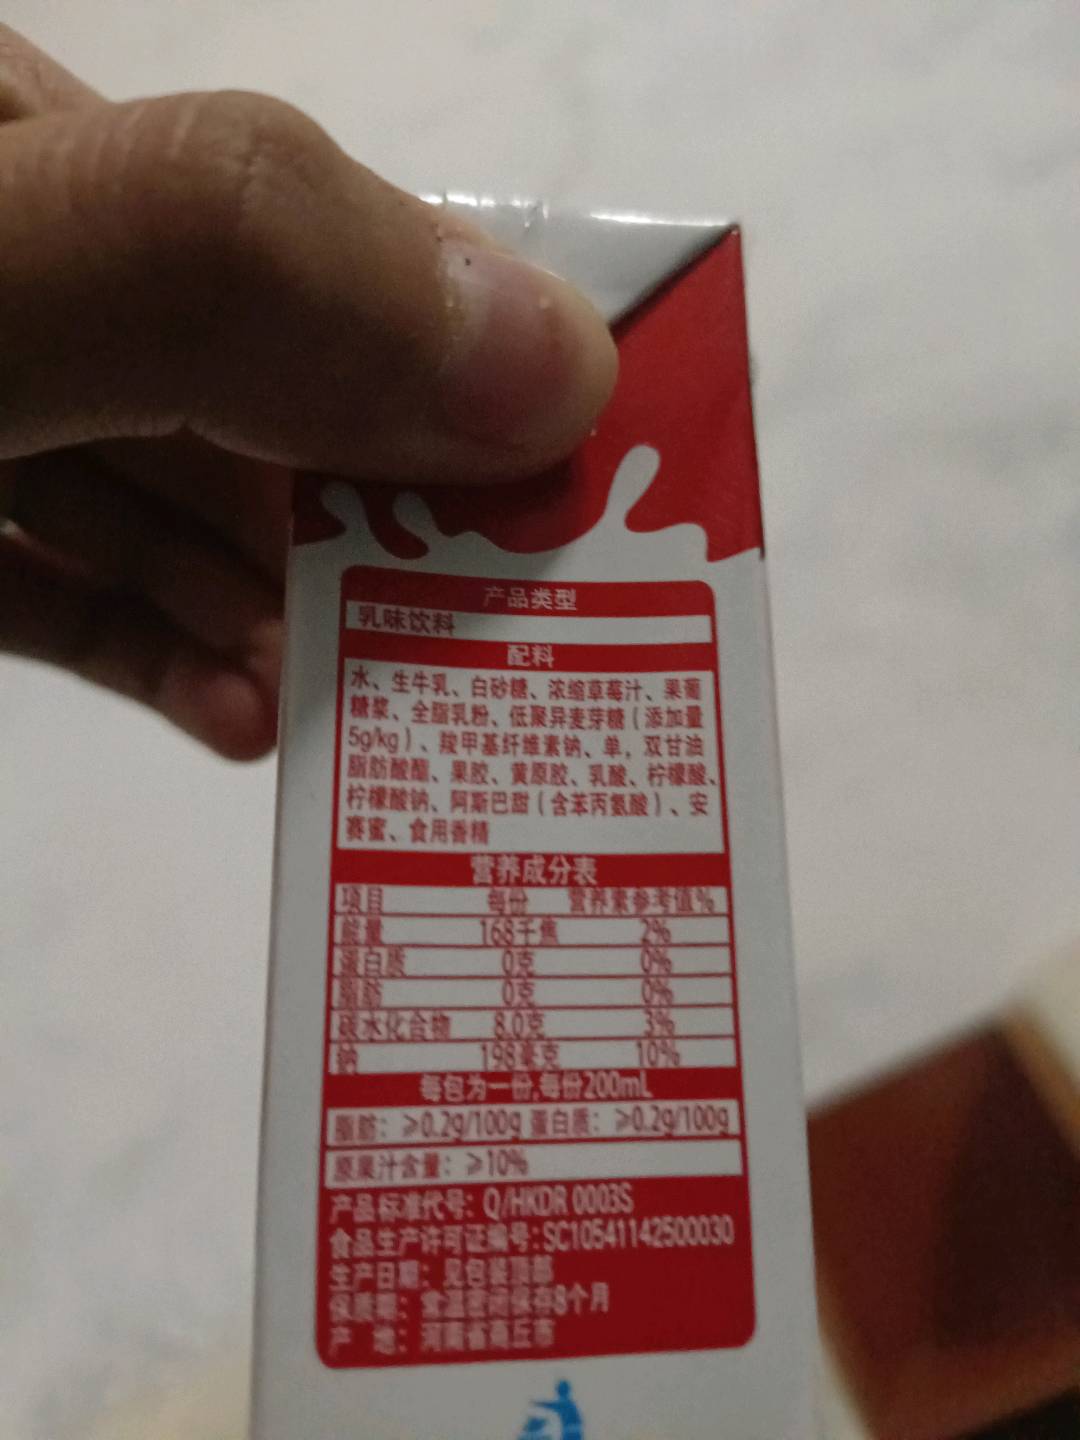 产品类型
乳味饮料
配料
水、生牛乳、白砂糖、浓缩草莓汁、果葡
糖浆、全脂乳粉、低聚异麦芽糖（添加量
5g/kg）、羧甲基纤维素钠、单，双甘油
脂肪酸酯、果胶、黄原胶、乳酸、柠檬酸、
柠檬酸钠、阿斯巴甜（含苯丙氨酸）、安
赛蜜、食用香精
营养成分表
项目 每份 营养素参考值%
能量 168千焦 2%
蛋白质 0克 0%
脂肪 0克 0%
碳水化合物 8.0克 3%
钠 198毫克 10%
每包为一份,每份200mL
脂肪：≥0.2g/100g 蛋白质：≥0.2g/100g
原果汁含量：≥10%
产品标准代号：Q/HKDR 0003S
食品生产许可证编号：SC10541142500030
生产日期：见包装顶部
保质期：常温密闭保存8个月
产 地：河南省商丘市